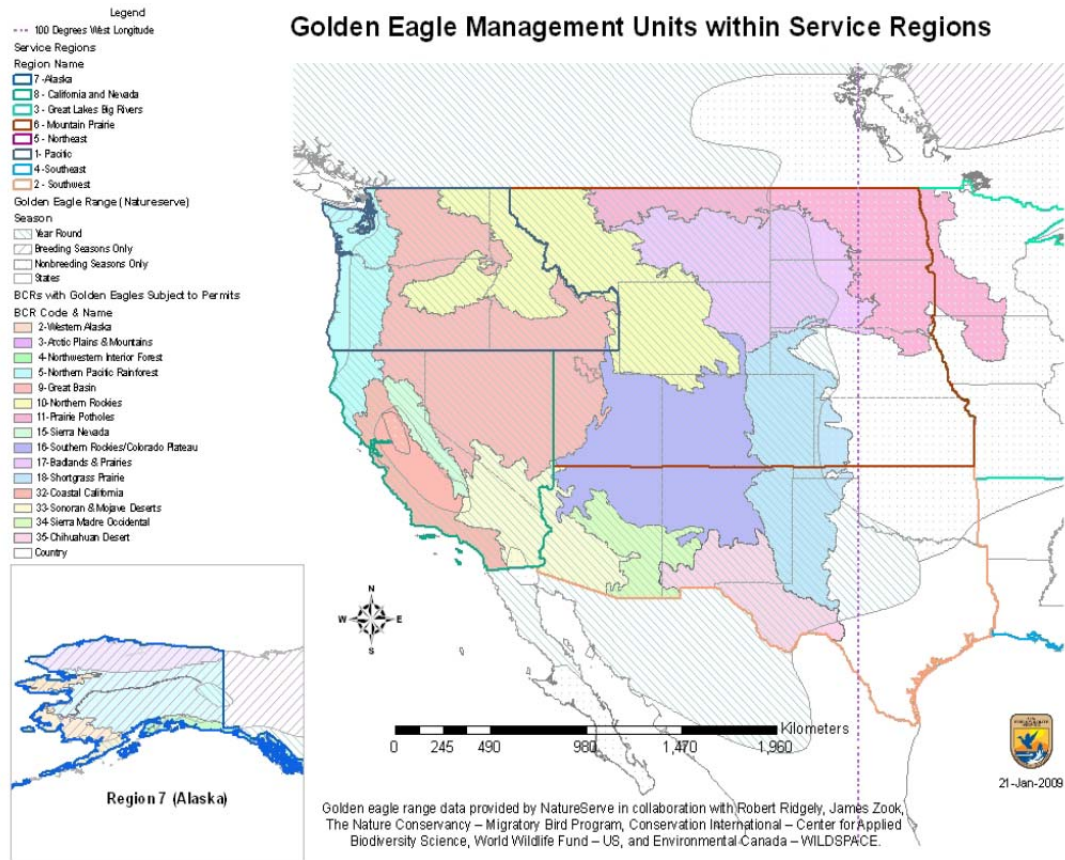 Legend
100 Degrees West Longitude
Service Regions
Region Name
7 -Alaska
8 - California and Nevada
3 - Great Lakes Big Rivers
6 - Mountain Prairie
5 - Northeast
1- Pacific
4 -Southeast
2 - Southwest
Golden Eagle Range (Natureserve)
Season
Year Round
Breeding Seasons Only
Nonbreeding Seasons Only
States
BCRs with Golden Eagles Subject to Permits
BCR Code & Name
2-Western Alaska
3-Arctic Plains & Mountains
4-Northwestern Interior Forest
5-Northern Pacific Rainforest
9-Great Basin
10-Northern Rockies
11-Prairie Potholes
15-Sierra Nevada
16-Southern Rockies/Colorado Plateau
17-Badlands & Prairies
18-Shortgrass Prairie
32-Coastal California
33-Sonoran & Mojave Deserts
34-Sierra Madre Occidental
35-Chihuahuan Desert
Country
Golden Eagle Management Units within Service Regions
N
W E
S
Kilometers
0 245 490 980 1,470 1,960
Region 7 (Alaska)
21-Jan-2009
Golden eagle range data provided by NatureServe in collaboration with Robert Ridgely, James Zook,
The Nature Conservancy – Migratory Bird Program, Conservation International – Center for Applied
Biodiversity Science, World Wildlife Fund – US, and Environmental Canada – WILDSPACE.